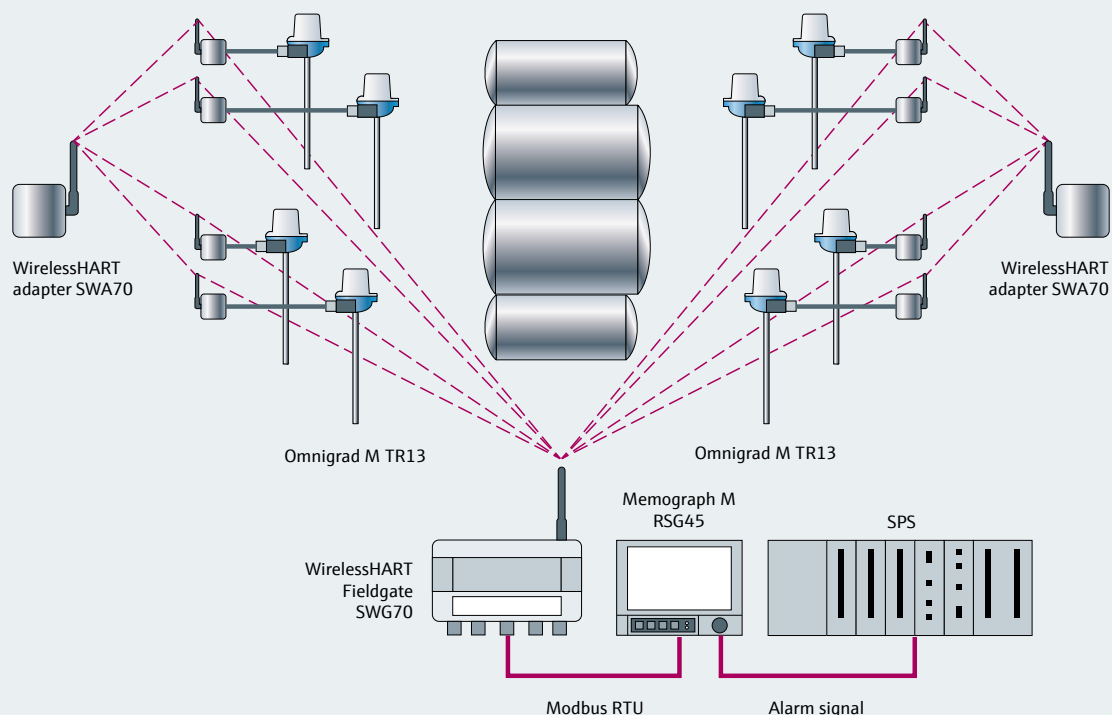 WirelessHART
adapter SWA70
WirelessHART
adapter SWA70
Omnigrad M TR13
Omnigrad M TR13
Memograph M
RSG45
SPS
WirelessHART
Fieldgate
SWG70
Modbus RTU
Alarm signal